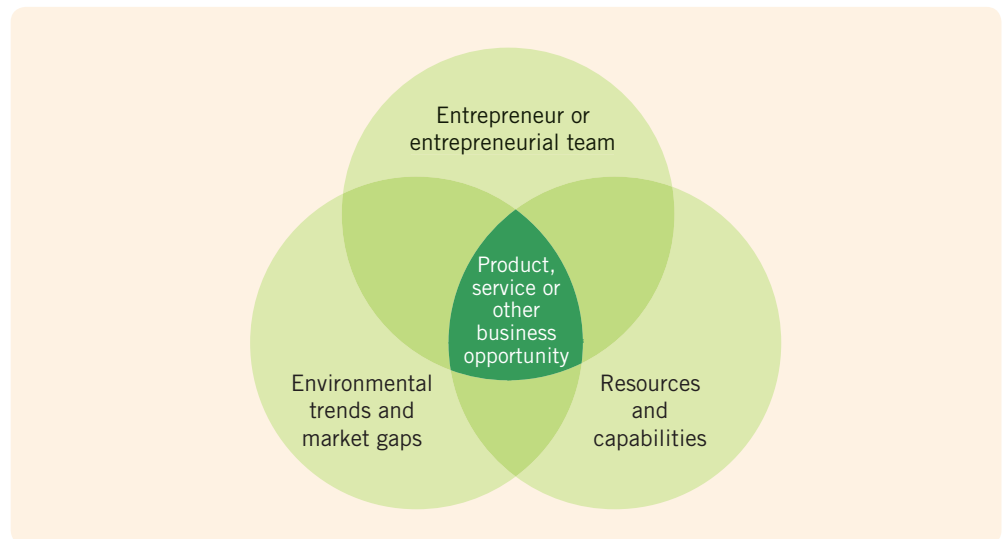 Entrepreneur or
entrepreneurial team
Product,
service or
other
business
opportunity
Environmental
trends and
market gaps
Resources
and
capabilities